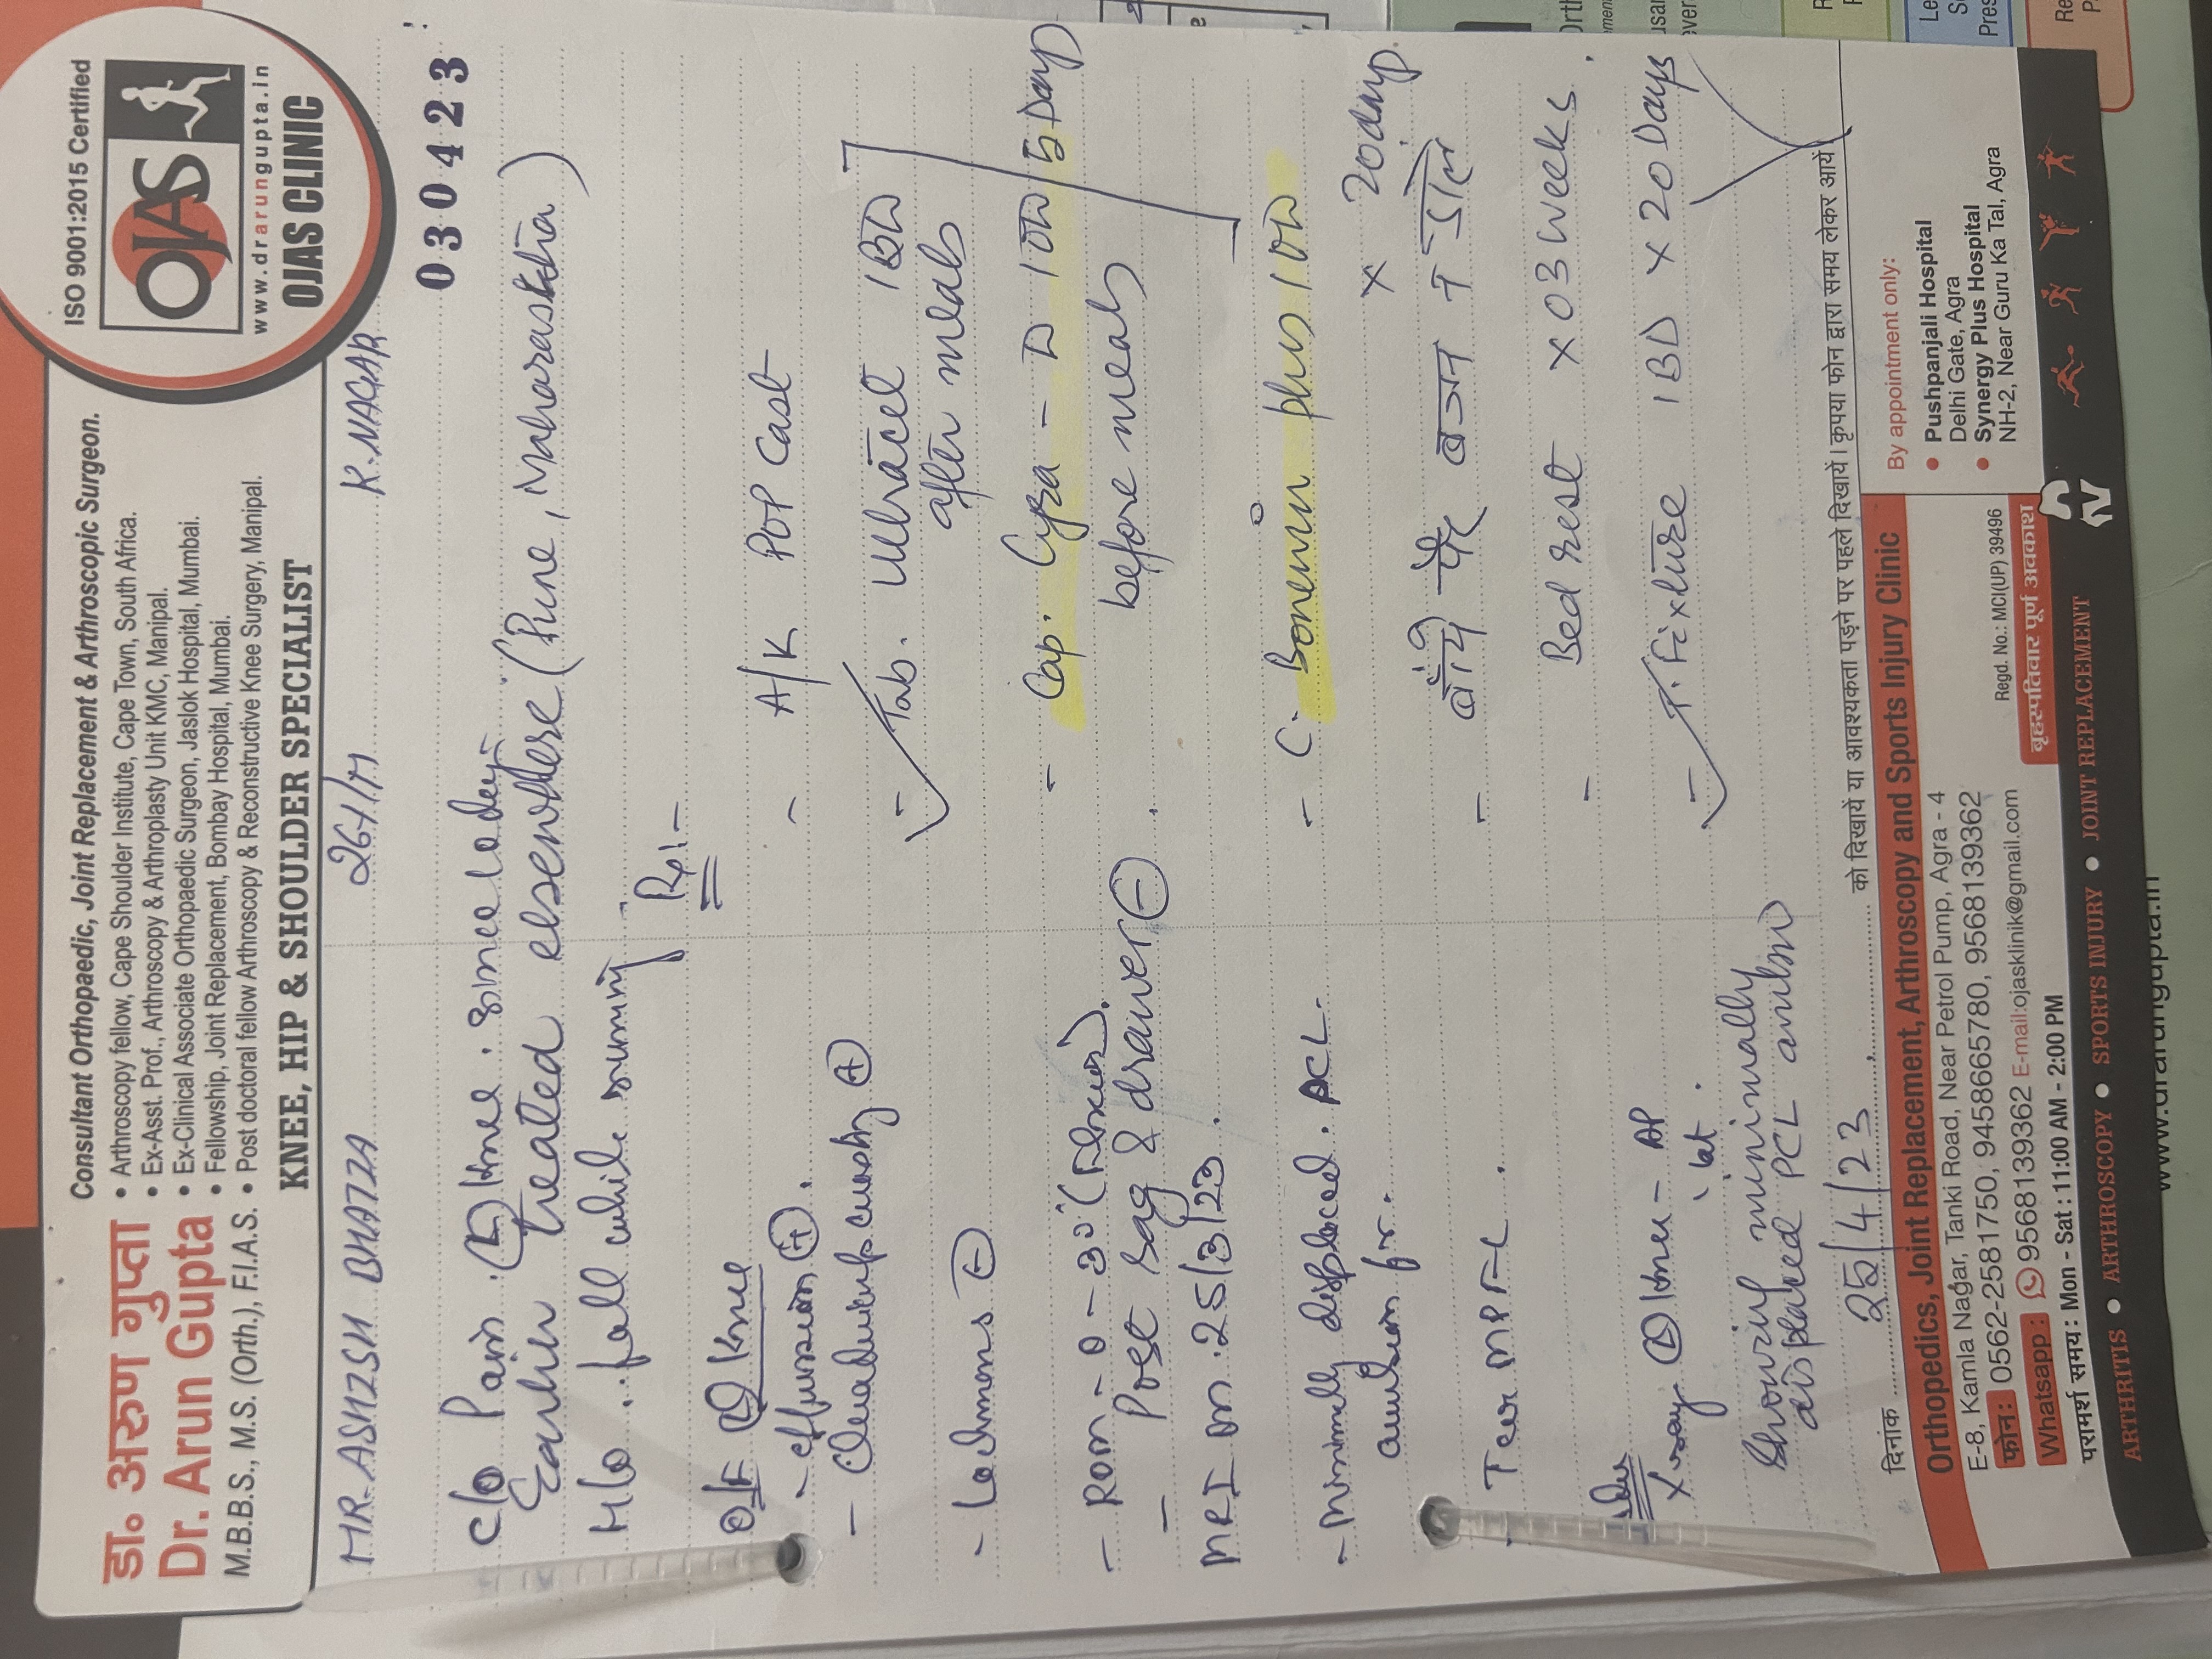 Consultant Orthopaedic, Joint Replacement & Arthroscopic Surgeon.
डा० अरुण गुप्ता
Dr. Arun Gupta
M.B.B.S., M.S. (Orth.), F.I.A.S.
• Arthroscopy fellow, Cape Shoulder Institute, Cape Town, South Africa.
• Ex-Asst. Prof., Arthroscopy & Arthroplasty Unit KMC, Manipal.
• Ex-Clinical Associate Orthopaedic Surgeon, Jaslok Hospital, Mumbai.
• Fellowship, Joint Replacement, Bombay Hospital, Mumbai.
• Post doctoral fellow Arthroscopy & Reconstructive Knee Surgery, Manipal.
KNEE, HIP & SHOULDER SPECIALIST
ISO 9001:2015 Certified
OJAS
www.drarungupta.in
OJAS CLINIC
MR. ASHISH BHATIA 26y/M K. NAGAR
030423
c/o Pain (L) Knee since 10 days
Earlier treated elsewhere (Pune, Maharashtra)
H/o fall while running
O/E (L) Knee
- effusion (+)
- Quadriceps (+)
- Lachmans (-)
- ROM - 0 - 30°
- Post sag & drawer (-)
MRI on 25/3/23
- Minimally displaced PCL
avulsion fr.
- Tear MPFL
Xray (L) Knee - AP
lat
Showing minimally
displaced PCL avulsion
Rx:-
- A/K POP Cast
- Tab. Ultracet 1BD
after meals
- Cap. Cyra - D 1OD
before meals
5 Days
- C. Bonewin plus 1OD
x 20 days
- बाँये पैर वजन न डाले
- Bed rest x 03 weeks
- T. Fixture 1BD x 20 Days
दिनांक 25/4/23 को दिखायें या आवश्यकता पड़ने पर पहले दिखायें। कृपया फोन द्वारा समय लेकर आयें
Orthopedics, Joint Replacement, Arthroscopy and Sports Injury Clinic
E-8, Kamla Nagar, Tanki Road, Near Petrol Pump, Agra - 4
फोन: 0562-2581750, 9458665780, 9568139362
Whatsapp: 9568139362 E-mail:ojasklinik@gmail.com
परामर्श समय: Mon - Sat : 11:00 AM - 2:00 PM
Regd. No.: MCI(UP) 39496
बृहस्पतिवार पूर्ण अवकाश
By appointment only:
• Pushpanjali Hospital
Delhi Gate, Agra
• Synergy Plus Hospital
NH-2, Near Guru Ka Tal, Agra
ARTHRITIS • ARTHROSCOPY • SPORTS INJURY • JOINT REPLACEMENT
www.drarungupta.in